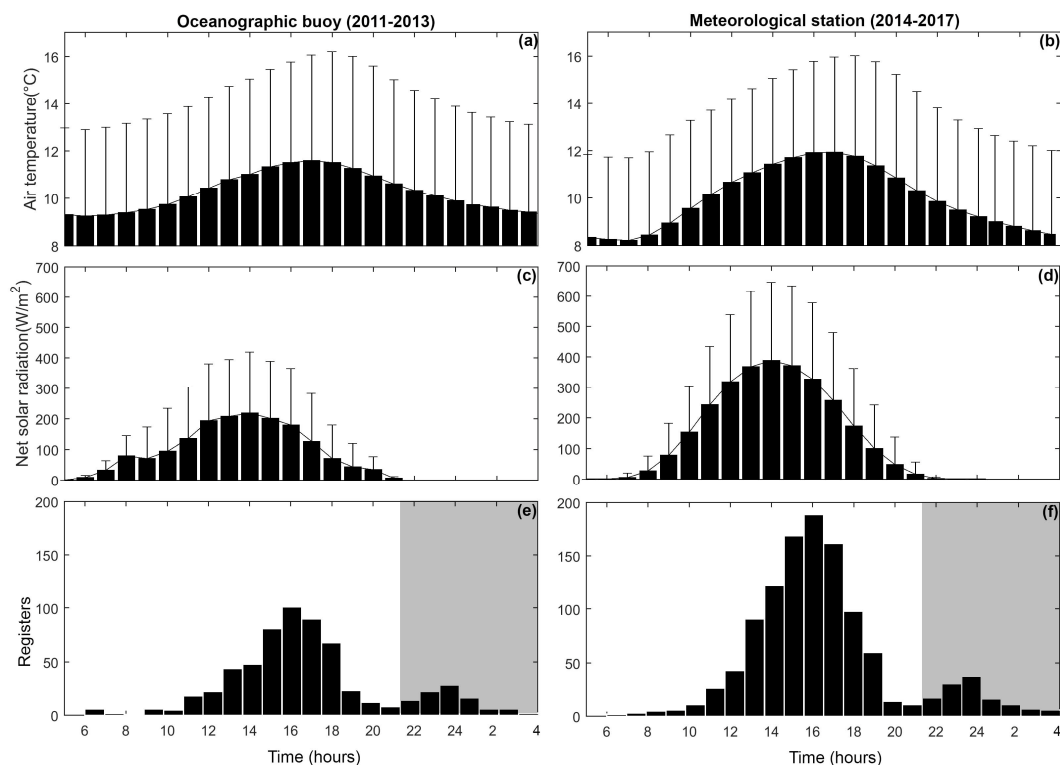 Oceanographic buoy (2011-2013)
Meteorological station (2014-2017)
(a)
(b)
Air temperature(°C)
16
14
12
10
8
16
14
12
10
8
(c)
(d)
Net solar radiation(W/m²)
700
600
500
400
300
200
100
0
700
600
500
400
300
200
100
0
(e)
(f)
Registers
200
150
100
50
0
200
150
100
50
0
6 8 10 12 14 16 18 20 22 24 2 4
6 8 10 12 14 16 18 20 22 24 2 4
Time (hours)
Time (hours)